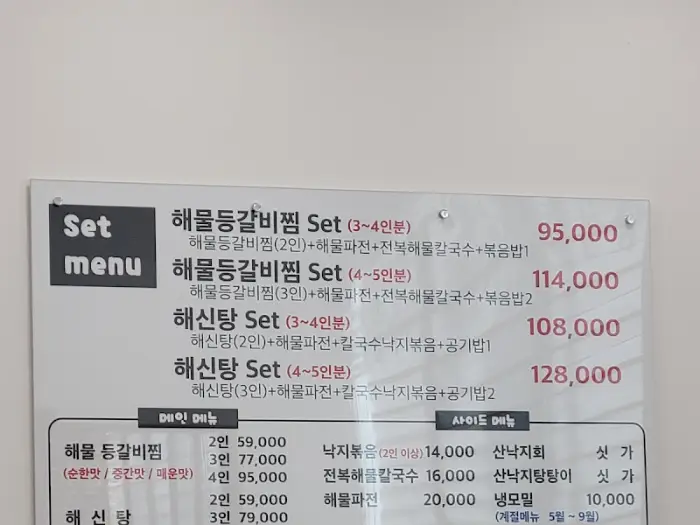 Set menu
해물등갈비찜 Set (3~4인분) 95,000
해물등갈비찜(2인)+해물파전+전복해물칼국수+볶음밥1
해물등갈비찜 Set (4~5인분) 114,000
해물등갈비찜(3인)+해물파전+전복해물칼국수+볶음밥2
해신탕 Set (3~4인분) 108,000
해신탕(2인)+해물파전+칼국수낙지볶음+공기밥1
해신탕 Set (4~5인분) 128,000
해신탕(3인)+해물파전+칼국수낙지볶음+공기밥2
메인 메뉴
해물 등갈비찜
(순한맛 / 중간맛 / 매운맛)
2인 59,000
3인 77,000
4인 95,000
해 신 탕
2인 59,000
3인 79,000
사이드 메뉴
낙지볶음(2인 이상) 14,000
전복해물칼국수 16,000
해물파전 20,000
산낙지회 싯 가
산낙지탕탕이 싯 가
냉모밀 10,000
(계절메뉴 5월 ~ 9월)